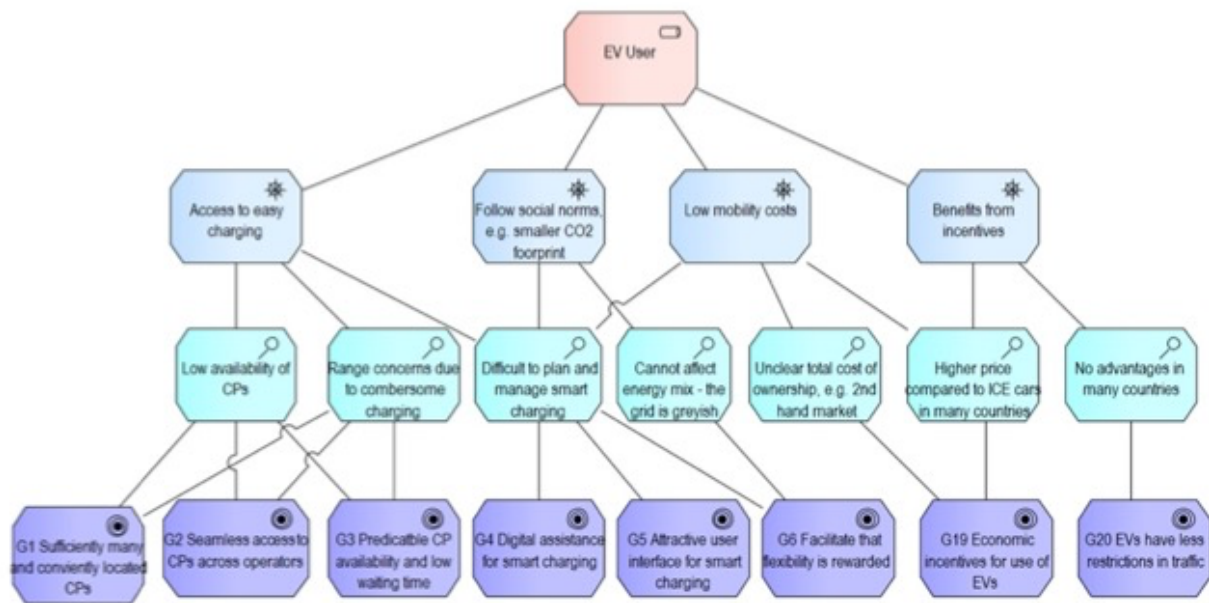 EV User
Access to easy
charging
Follow social norms,
e.g. smaller CO2
foorprint
Low mobility costs
Benefits from
incentives
Low availability of
CPs
Range concerns due
to combersome
charging
Difficult to plan and
manage smart
charging
Cannot affect
energy mix - the
grid is greyish
Unclear total cost of
ownership, e.g. 2nd
hand market
Higher price
compared to ICE cars
in many countries
No advantages in
many countries
G1 Sufficiently many
and conviently located
CPs
G2 Seamless access to
CPs across operators
G3 Predicatble CP
availability and low
waiting time
G4 Digital assistance
for smart charging
G5 Attractive user
interface for smart
charging
G6 Facilitate that
flexibility is rewarded
G19 Economic
incentives for use of
EVs
G20 EVs have less
restrictions in traffic